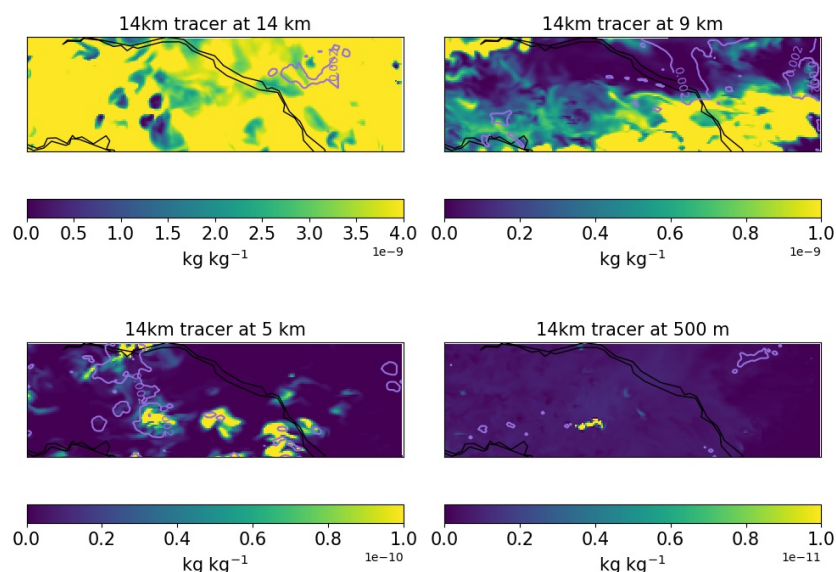 14km tracer at 14 km
14km tracer at 9 km
0.002
0.0 0.5 1.0 1.5 2.0 2.5 3.0 3.5 4.0
1e−9
kg kg⁻¹
0.0 0.2 0.4 0.6 0.8 1.0
1e−9
kg kg⁻¹
14km tracer at 5 km
14km tracer at 500 m
0.0 0.2 0.4 0.6 0.8 1.0
1e−10
kg kg⁻¹
0.0 0.2 0.4 0.6 0.8 1.0
1e−11
kg kg⁻¹